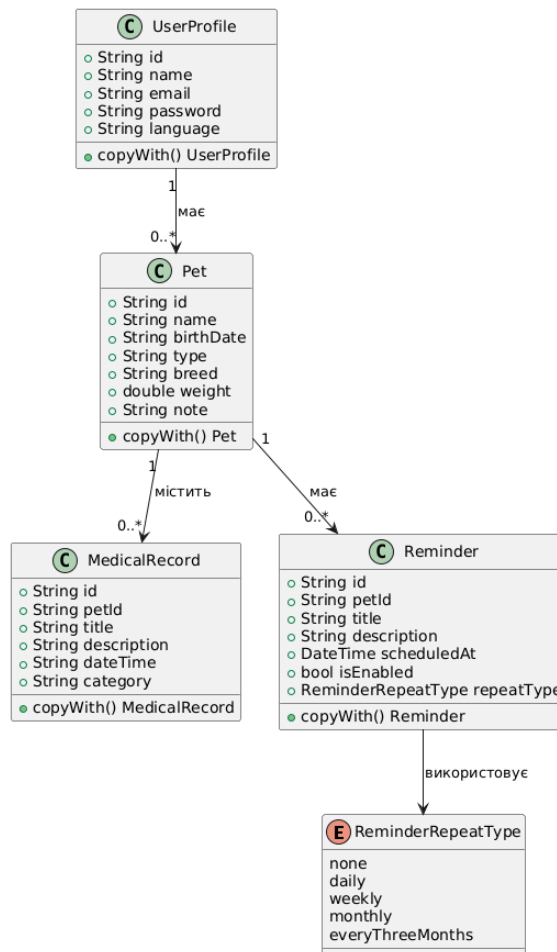 C UserProfile
String id
String name
String email
String password
String language
copyWith() UserProfile
1
має
0..*
C Pet
String id
String name
String birthDate
String type
String breed
double weight
String note
copyWith() Pet
1
1
містить
має
0..*
0..*
C MedicalRecord
String id
String petId
String title
String description
String dateTime
String category
copyWith() MedicalRecord
C Reminder
String id
String petId
String title
String description
DateTime scheduledAt
bool isEnabled
ReminderRepeatType repeatType
copyWith() Reminder
використовує
E ReminderRepeatType
none
daily
weekly
monthly
everyThreeMonths